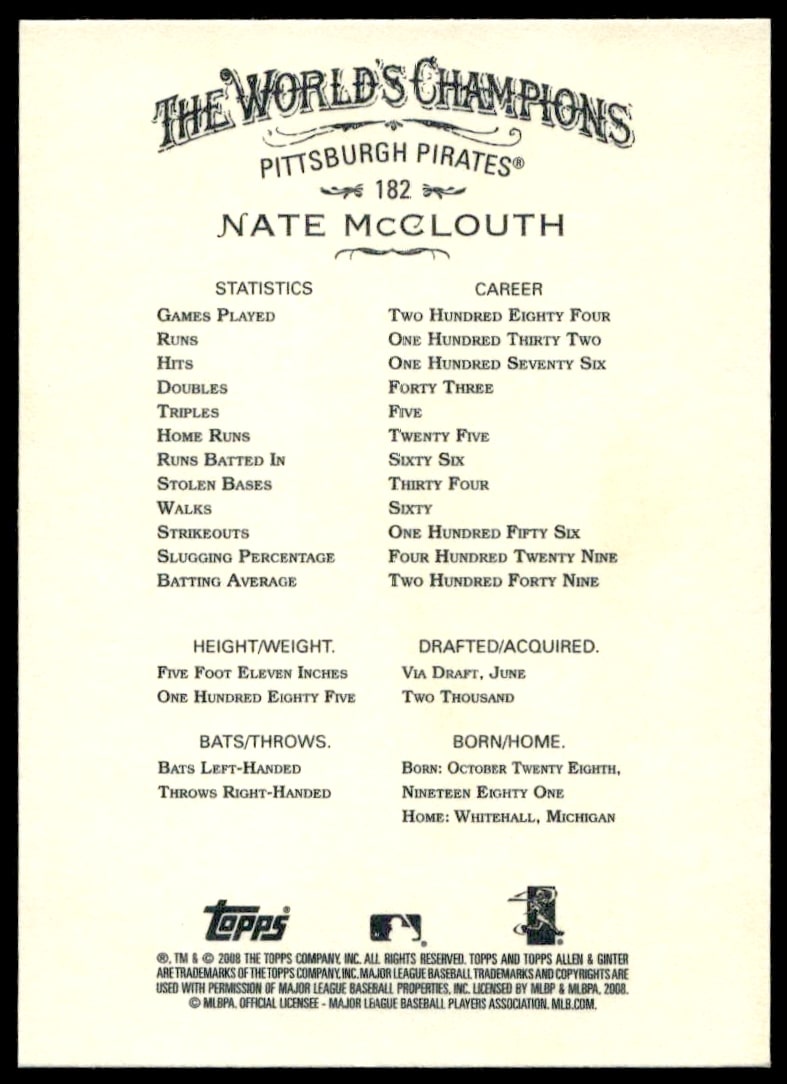 THE WORLD'S CHAMPIONS
PITTSBURGH PIRATES®
182
NATE McCLOUTH
STATISTICS CAREER
GAMES PLAYED TWO HUNDRED EIGHTY FOUR
RUNS ONE HUNDRED THIRTY TWO
HITS ONE HUNDRED SEVENTY SIX
DOUBLES FORTY THREE
TRIPLES FIVE
HOME RUNS TWENTY FIVE
RUNS BATTED IN SIXTY SIX
STOLEN BASES THIRTY FOUR
WALKS SIXTY
STRIKEOUTS ONE HUNDRED FIFTY SIX
SLUGGING PERCENTAGE FOUR HUNDRED TWENTY NINE
BATTING AVERAGE TWO HUNDRED FORTY NINE
HEIGHT/WEIGHT. DRAFTED/ACQUIRED.
FIVE FOOT ELEVEN INCHES VIA DRAFT, JUNE
ONE HUNDRED EIGHTY FIVE TWO THOUSAND
BATS/THROWS. BORN/HOME.
BATS LEFT-HANDED BORN: OCTOBER TWENTY EIGHTH,
THROWS RIGHT-HANDED NINETEEN EIGHTY ONE
HOME: WHITEHALL, MICHIGAN
topps® ® ®
®, TM & © 2008 THE TOPPS COMPANY, INC. ALL RIGHTS RESERVED. TOPPS AND TOPPS ALLEN & GINTER
ARE TRADEMARKS OF THE TOPPS COMPANY, INC. MAJOR LEAGUE BASEBALL TRADEMARKS AND COPYRIGHTS ARE
USED WITH PERMISSION OF MAJOR LEAGUE BASEBALL PROPERTIES, INC. LICENSED BY MLBP & MLBPA, 2008.
© MLBPA. OFFICIAL LICENSEE - MAJOR LEAGUE BASEBALL PLAYERS ASSOCIATION. MLB.COM.